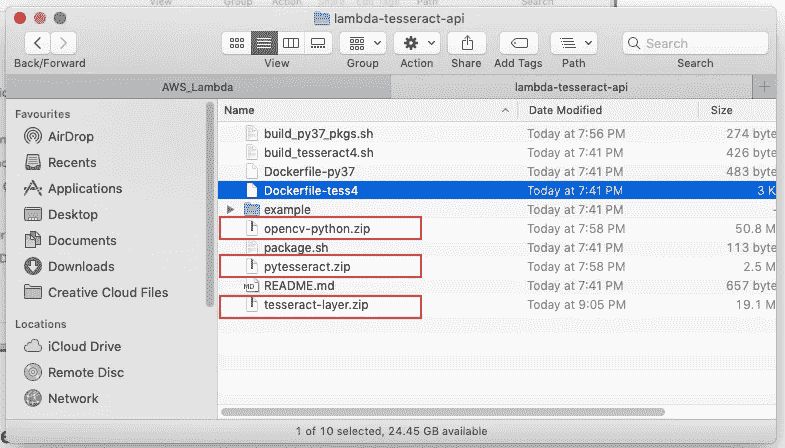 lambda-tesseract-api
Back/Forward View Group Action Share Add Tags Path Search
Search
AWS_Lambda lambda-tesseract-api
Favourites
AirDrop
Recents
Applications
Desktop
Documents
Downloads
Creative Cloud Files
Locations
iCloud Drive
Remote Disc
Network
Name Date Modified Size
build_py37_pkgs.sh Today at 7:56 PM 274 byte
build_tesseract4.sh Today at 7:41 PM 426 byte
Dockerfile-py37 Today at 7:41 PM 483 byte
Dockerfile-tess4 Today at 7:41 PM 3 K
example Today at 7:41 PM
opencv-python.zip Today at 7:58 PM 50.8 M
package.sh Today at 7:41 PM 113 byte
pytesseract.zip Today at 7:58 PM 2.5 M
README.md Today at 7:41 PM 657 byte
tesseract-layer.zip Today at 9:05 PM 19.1 M
1 of 10 selected, 24.45 GB available